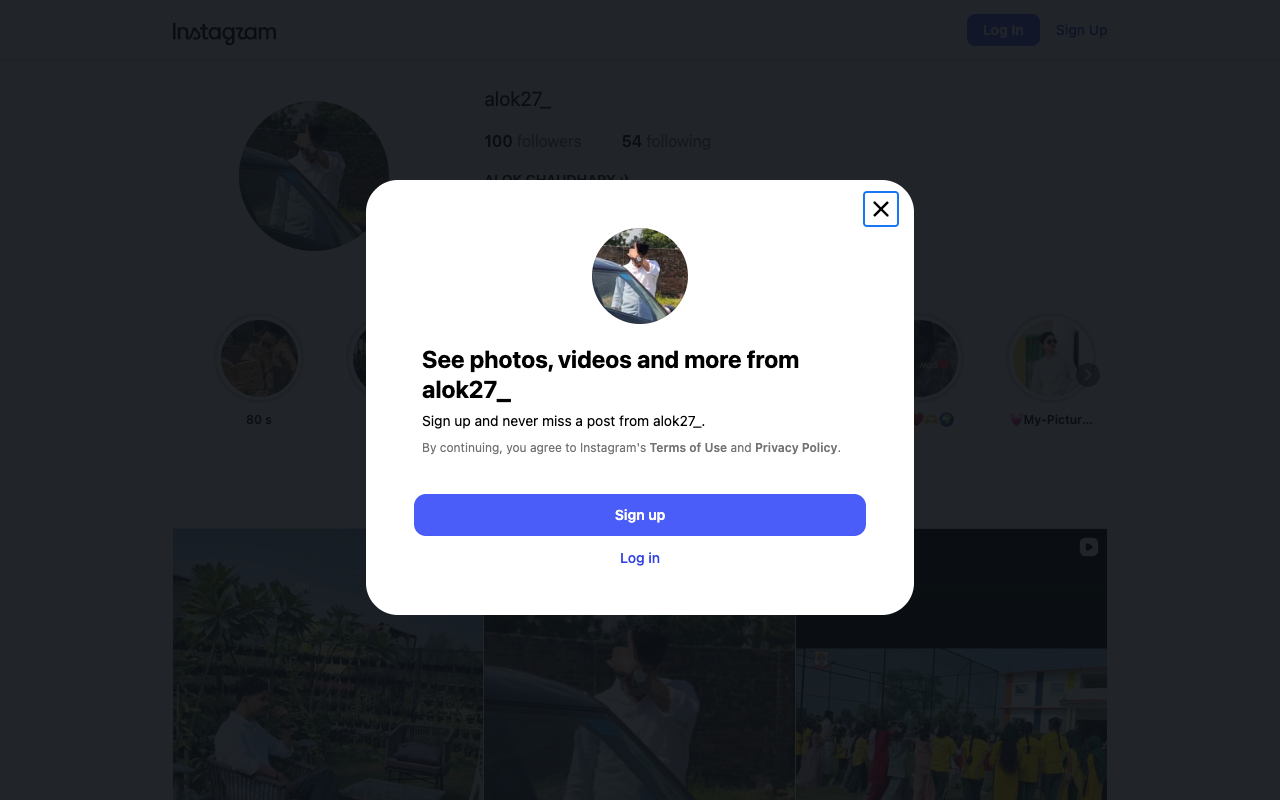 Instagram
Log In
Sign Up
alok27_
100 followers
54 following
ALOK CHAUDHARY :)
See photos, videos and more from
alok27_
Sign up and never miss a post from alok27_.
By continuing, you agree to Instagram's Terms of Use and Privacy Policy.
Sign up
Log in
80 s
💓My-Pictur...